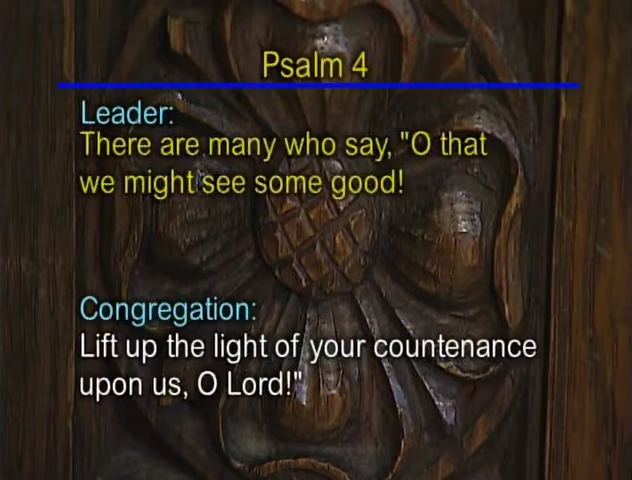 Psalm 4
Leader:
There are many who say, "O that
we might see some good!
Congregation:
Lift up the light of your countenance
upon us, O Lord!"